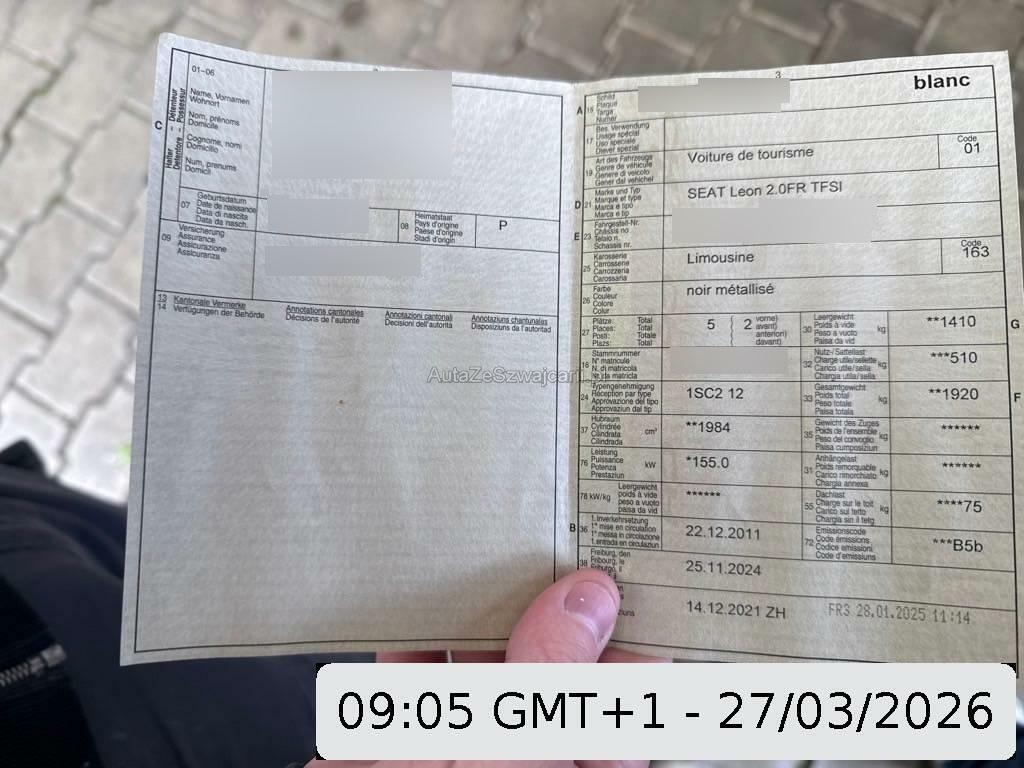 01-06
Name, Vornamen
Wohnort
Nom, prénoms
Domicile
Cognome, nomi
Domicilio
Num, prenums
Domicil
C
Halter Détenteur
Detentore Possessur
07
Geburtsdatum
Date de naissance
Data di nascita
Data da nasch.
08
Heimatstaat
Pays d'origine
Paese d'origine
Stadi d'origin
P
09
Versicherung
Assurance
Assicurazione
Assicuranza
13
14
Kantonale Vermerke
Verfügungen der Behörde
Annotations cantonales
Décisions de l'autorité
Annotazioni cantonali
Decisioni dell'autorità
Annotaziuns chantunalas
Disposiziuns da l'autoritad
AutaZeSzwajcarii
3
blanc
A
Schild
Plaque
Targa
Numer
17
Bes. Verwendung
Usage spécial
Uso speciale
Diever spezial
19
Art des Fahrzeugs
Genre de véhicule
Genere di veicolo
Gener dal vehichel
Voiture de tourisme
Code
01
D 21
Marke und Typ
Marque et type
Marca e tipo
Marca e tip
SEAT Leon 2.0FR TFSI
E 23
Fahrgestell-Nr.
Châssis no
Telaio n.
Schassis nr.
25
Karosserie
Carrosserie
Carrozzeria
Carossaria
Limousine
Code
163
26
Farbe
Couleur
Colore
Colur
noir métallisé
27
Plätze: Total
Places: Total
Posti: Totale
Plazs: Total
5
2
vorne)
avant)
anteriori)
davant)
30
Leergewicht
Poids à vide
Peso a vuoto
Paisa da vid
kg
**1410
G
18
Stammnummer
N° matricule
N. di matricola
Nr. da matricla
32
Nutz-/Sattellast
Charge utile/sellette
Carico utile/sella
Chargia utila/sella
kg
***510
24
Typengenehmigung
Réception par type
Approvazione del tipo
Approvaziun dal tip
1SC2 12
33
Gesamtgewicht
Poids total
Peso totale
Paisa totala
kg
**1920
F
37
Hubraum
Cylindrée
Cilindrata
Cilindrada
cm³
**1984
35
Gewicht des Zuges
Poids de l'ensemble
Peso del convoglio
Paisa cumposiziun
kg
******
76
Leistung
Puissance
Potenza
Prestaziun
kW
*155.0
31
Anhängelast
Poids remorquable
Carico rimorchiato
Chargia annexa
kg
******
78 kW/kg
Leergewicht
poids à vide
peso a vuoto
paisa da vid
******
55
Dachlast
Charge sur le toit
Carico sul tetto
Chargia sin il tetg
kg
****75
B 36
1. Inverkehrsetzung
1re mise en circulation
1a messa in circolazione
1. entrada en circulaziun
22.12.2011
72
Emissionscode
Code émissions
Codice emissioni
Code d'emissiuns
***B5b
38
Freiburg, den
Fribourg, le
Friburgo, il
25.11.2024
14.12.2021 ZH
FR3 28.01.2025 11:14
09:05 GMT+1 - 27/03/2026